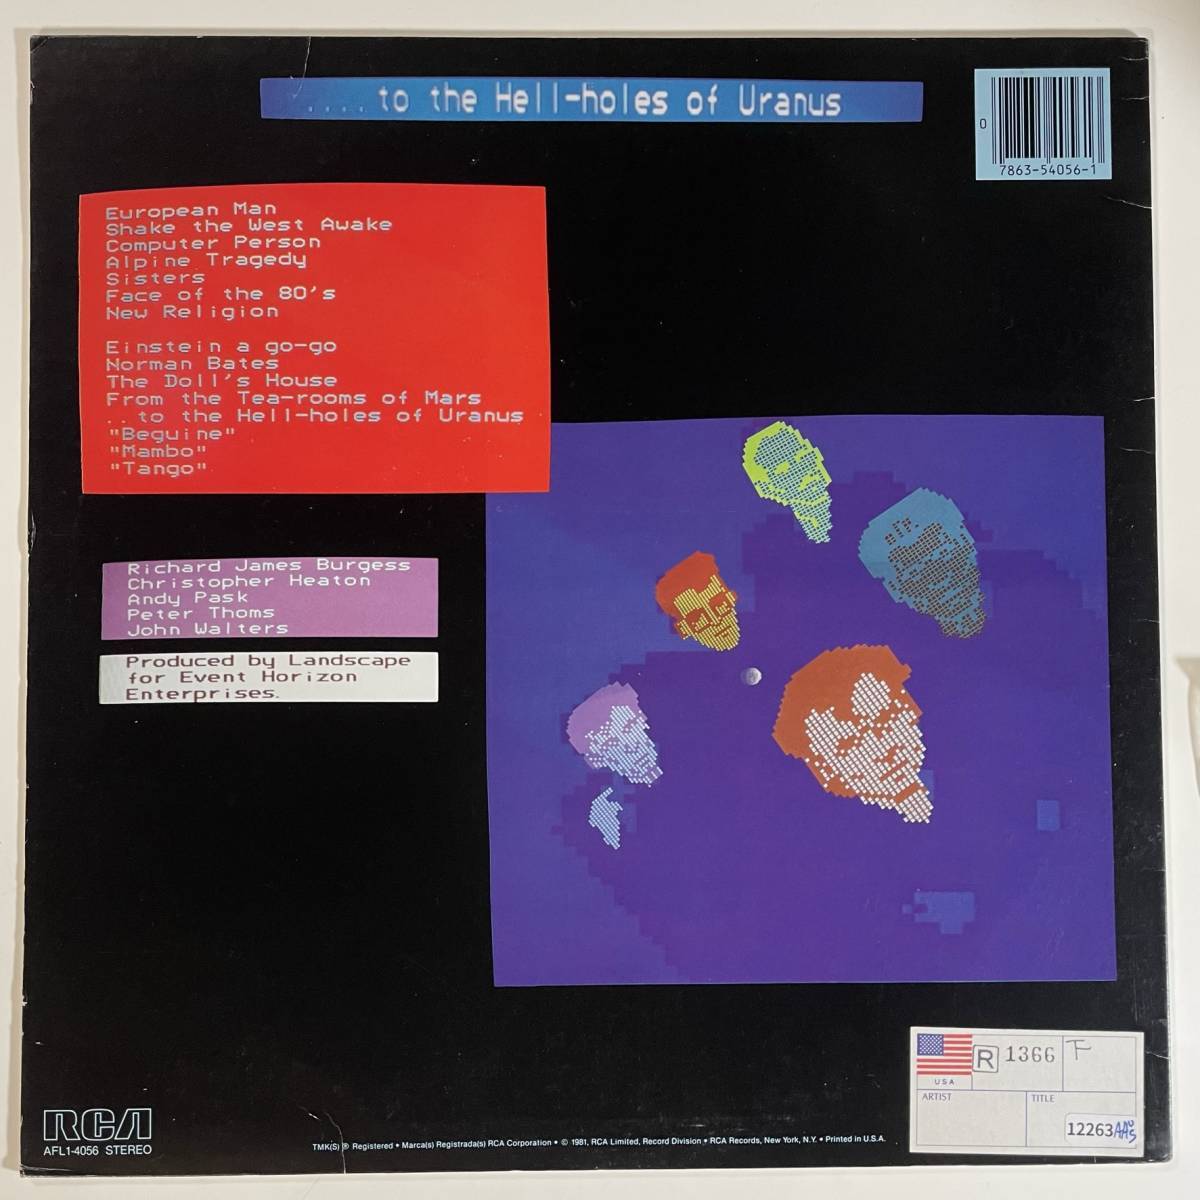 .... to the Hell-holes of Uranus
0
7863-54056-1
European Man
Shake the West Awake
Computer Person
Alpine Tragedy
Sisters
Face of the 80's
New Religion
Einstein a go-go
Norman Bates
The Doll's House
From the Tea-rooms of Mars
..to the Hell-holes of Uranus
"Beguine"
"Mambo"
"Tango"
Richard James Burgess
Christopher Heaton
Andy Pask
Peter Thoms
John Walters
Produced by Landscape
for Event Horizon
Enterprises.
USA
R 1366
F
ARTIST
TITLE
12263
RCA
AFL1-4056 STEREO
TMK(S) ® Registered • Marca(s) Registrada(s) RCA Corporation • © 1981, RCA Limited, Record Division • RCA Records, New York, N.Y. • Printed in U.S.A.